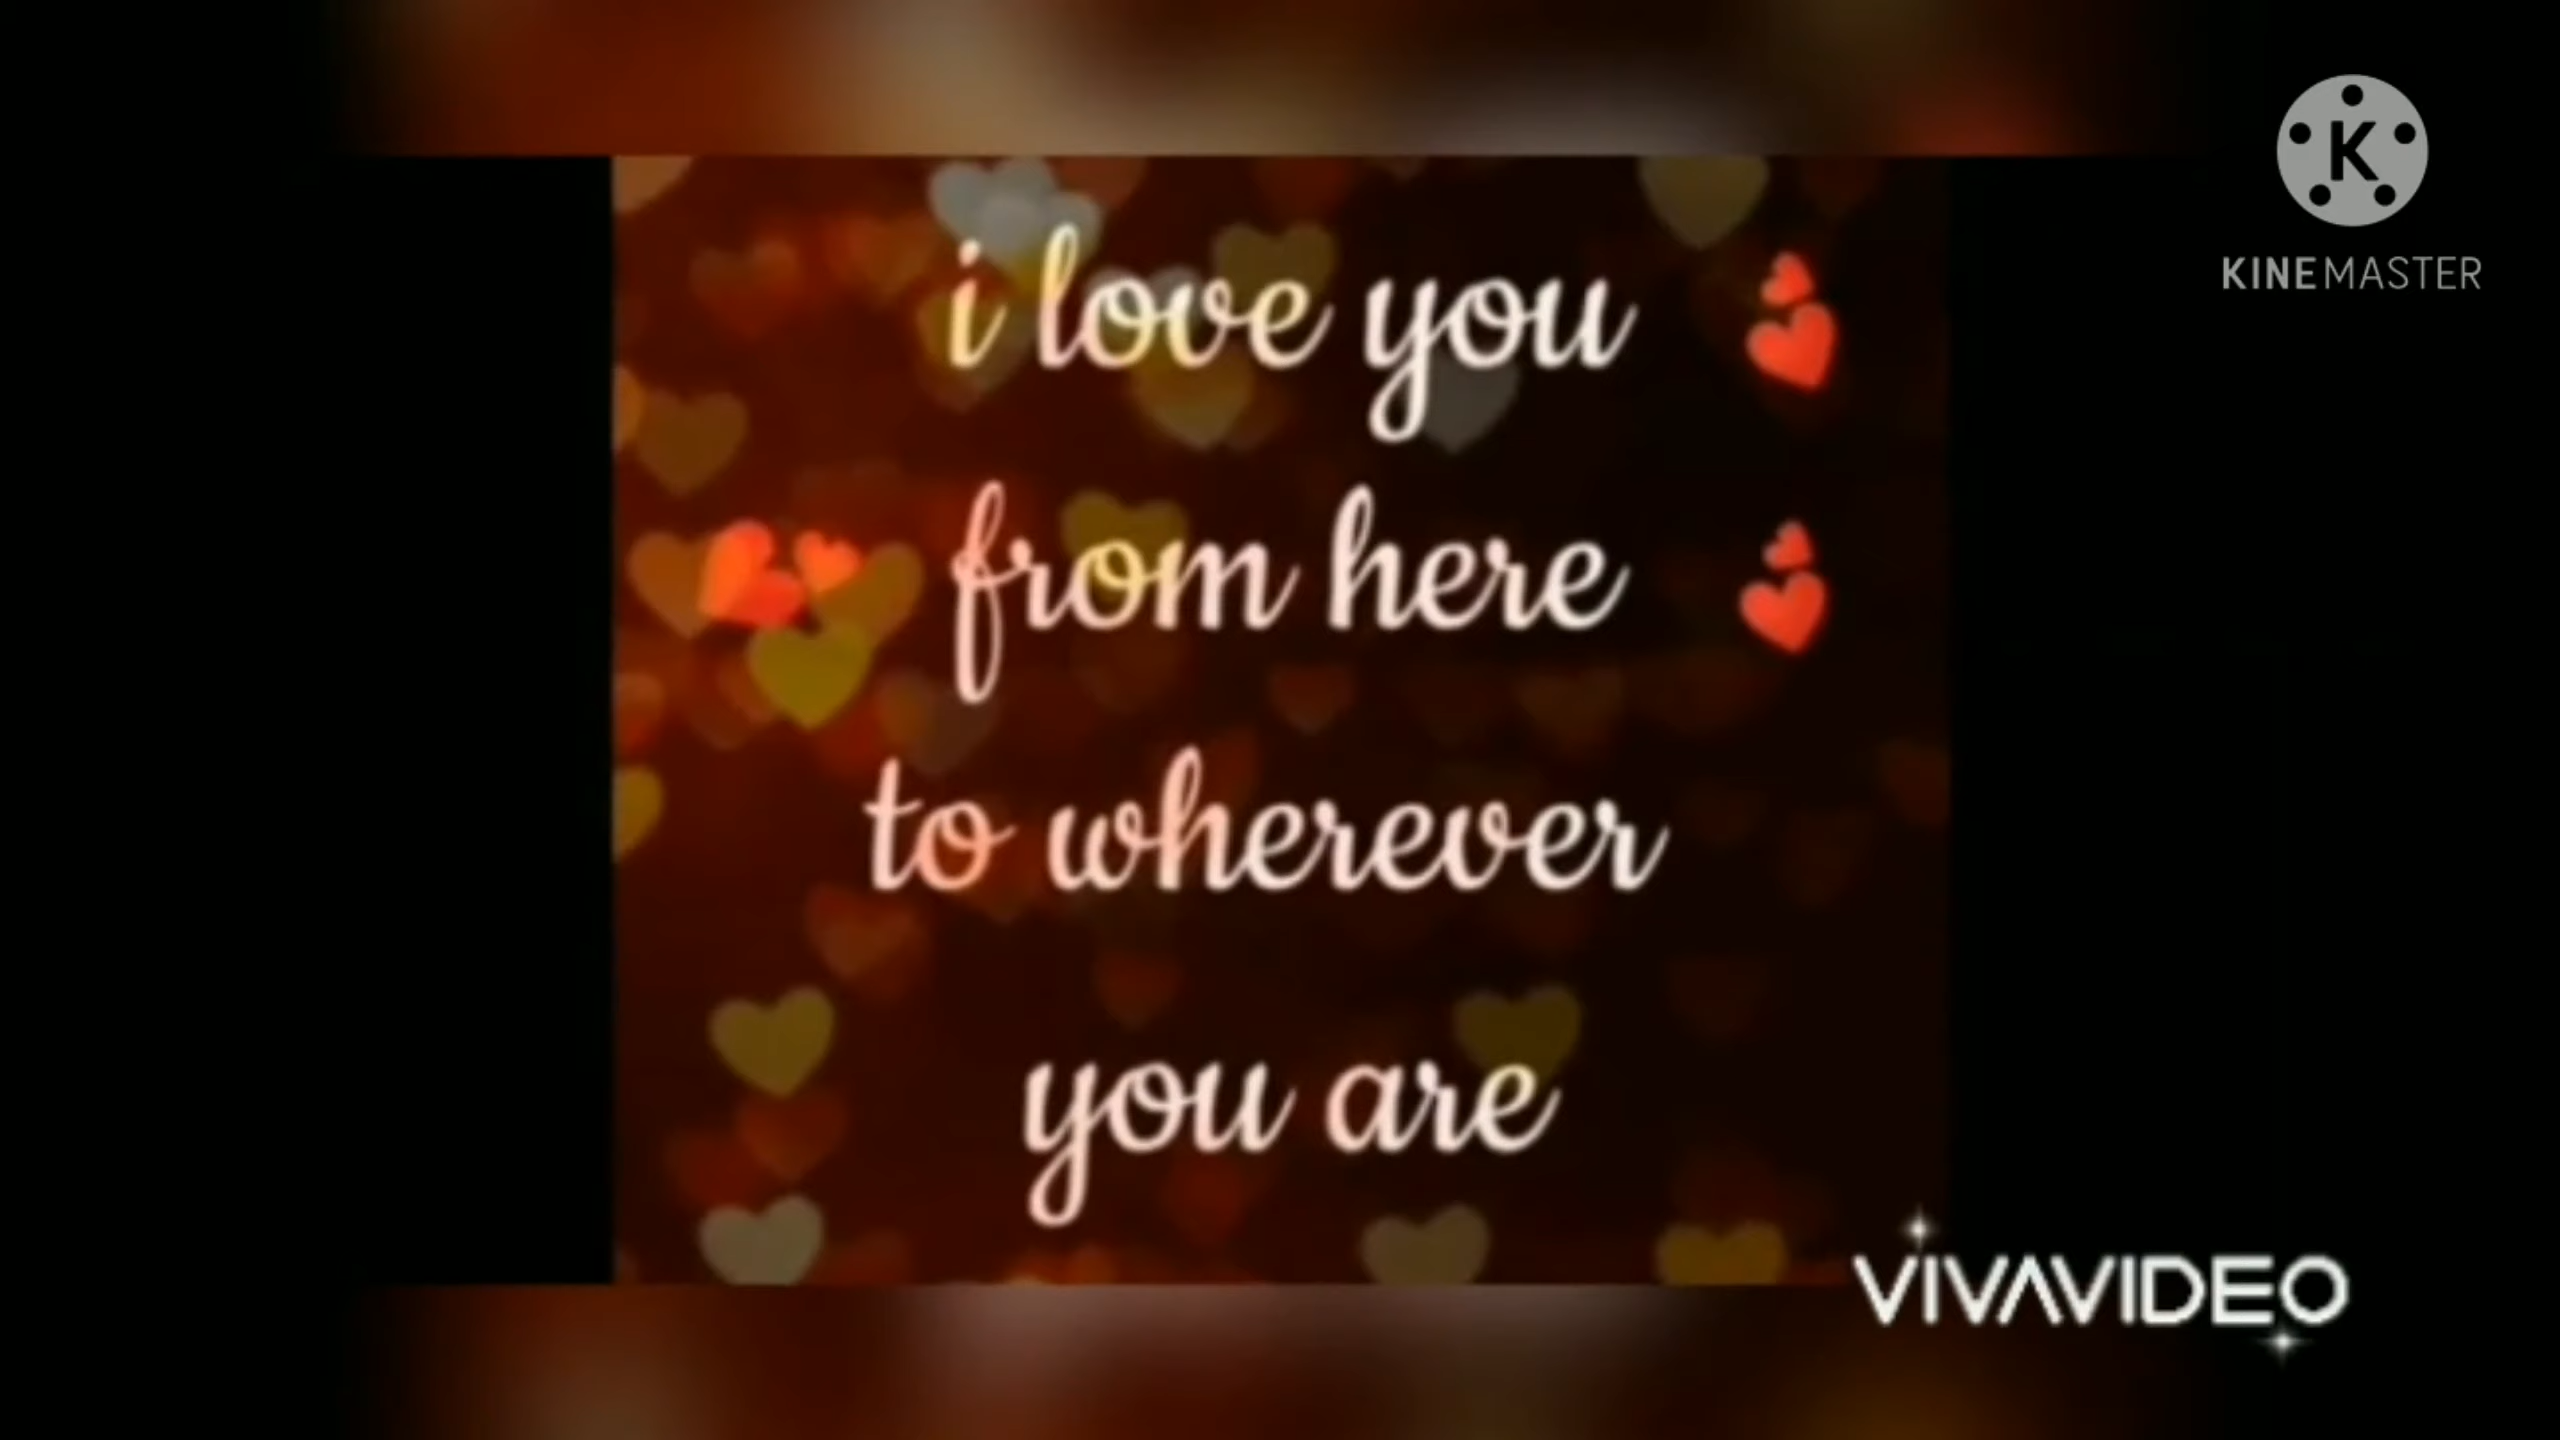 K
KINEMASTER
i love you
from here
to wherever
you are
VIVAVIDEO